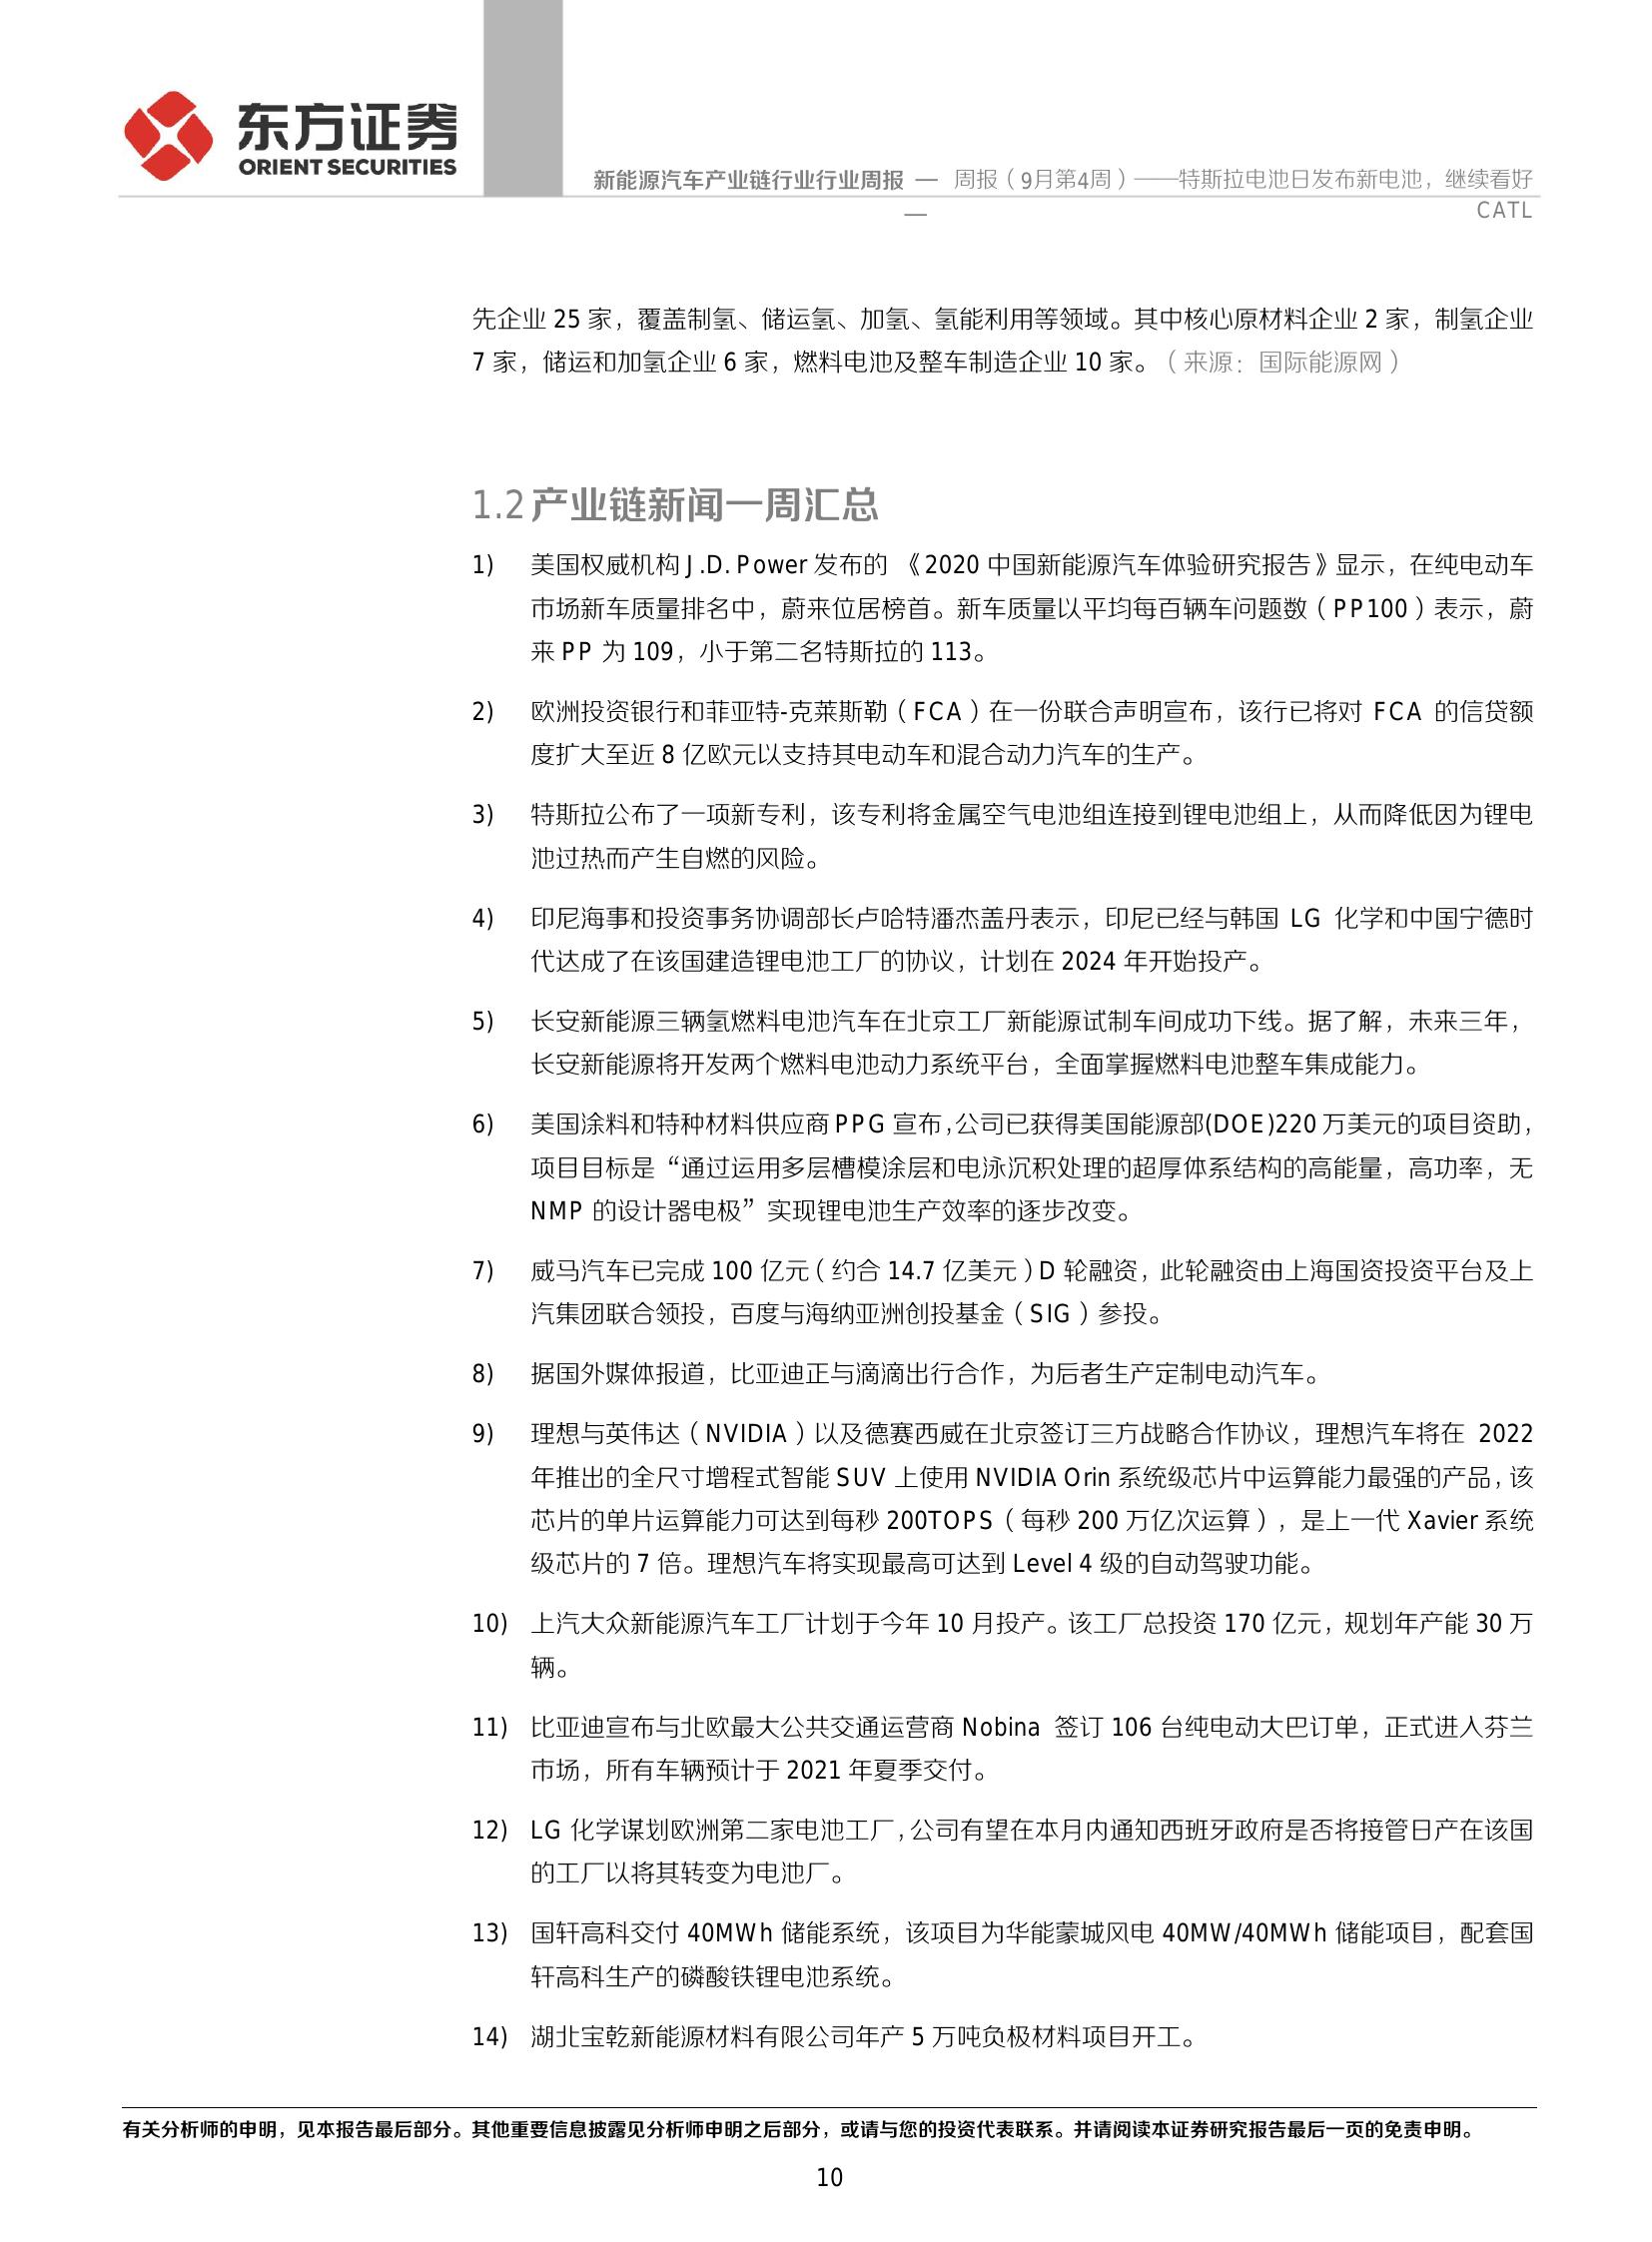 东方证券
ORIENT SECURITIES
新能源汽车产业链行业行业周报 — 周报（9月第4周）——特斯拉电池日发布新电池，继续看好
— CATL
先企业 25 家，覆盖制氢、储运氢、加氢、氢能利用等领域。其中核心原材料企业 2 家，制氢企业
7 家，储运和加氢企业 6 家，燃料电池及整车制造企业 10 家。（来源：国际能源网）
1.2 产业链新闻一周汇总
1) 美国权威机构 J.D. Power 发布的 《2020 中国新能源汽车体验研究报告》显示，在纯电动车
市场新车质量排名中，蔚来位居榜首。新车质量以平均每百辆车问题数（PP100）表示，蔚
来 PP 为 109，小于第二名特斯拉的 113。
2) 欧洲投资银行和菲亚特-克莱斯勒（FCA）在一份联合声明宣布，该行已将对 FCA 的信贷额
度扩大至近 8 亿欧元以支持其电动车和混合动力汽车的生产。
3) 特斯拉公布了一项新专利，该专利将金属空气电池组连接到锂电池组上，从而降低因为锂电
池过热而产生自燃的风险。
4) 印尼海事和投资事务协调部长卢哈特潘杰盖丹表示，印尼已经与韩国 LG 化学和中国宁德时
代达成了在该国建造锂电池工厂的协议，计划在 2024 年开始投产。
5) 长安新能源三辆氢燃料电池汽车在北京工厂新能源试制车间成功下线。据了解，未来三年，
长安新能源将开发两个燃料电池动力系统平台，全面掌握燃料电池整车集成能力。
6) 美国涂料和特种材料供应商 PPG 宣布，公司已获得美国能源部(DOE)220 万美元的项目资助，
项目目标是“通过运用多层槽模涂层和电泳沉积处理的超厚体系结构的高能量，高功率，无
NMP 的设计器电极”实现锂电池生产效率的逐步改变。
7) 威马汽车已完成 100 亿元（约合 14.7 亿美元）D 轮融资，此轮融资由上海国资投资平台及上
汽集团联合领投，百度与海纳亚洲创投基金（SIG）参投。
8) 据国外媒体报道，比亚迪正与滴滴出行合作，为后者生产定制电动汽车。
9) 理想与英伟达（NVIDIA）以及德赛西威在北京签订三方战略合作协议，理想汽车将在 2022
年推出的全尺寸增程式智能 SUV 上使用 NVIDIA Orin 系统级芯片中运算能力最强的产品，该
芯片的单片运算能力可达到每秒 200TOPS（每秒 200 万亿次运算），是上一代 Xavier 系统
级芯片的 7 倍。理想汽车将实现最高可达到 Level 4 级的自动驾驶功能。
10) 上汽大众新能源汽车工厂计划于今年 10 月投产。该工厂总投资 170 亿元，规划年产能 30 万
辆。
11) 比亚迪宣布与北欧最大公共交通运营商 Nobina 签订 106 台纯电动大巴订单，正式进入芬兰
市场，所有车辆预计于 2021 年夏季交付。
12) LG 化学谋划欧洲第二家电池工厂，公司有望在本月内通知西班牙政府是否将接管日产在该国
的工厂以将其转变为电池厂。
13) 国轩高科交付 40MWh 储能系统，该项目为华能蒙城风电 40MW/40MWh 储能项目，配套国
轩高科生产的磷酸铁锂电池系统。
14) 湖北宝乾新能源材料有限公司年产 5 万吨负极材料项目开工。
有关分析师的申明，见本报告最后部分。其他重要信息披露见分析师申明之后部分，或请与您的投资代表联系。并请阅读本证券研究报告最后一页的免责申明。
10